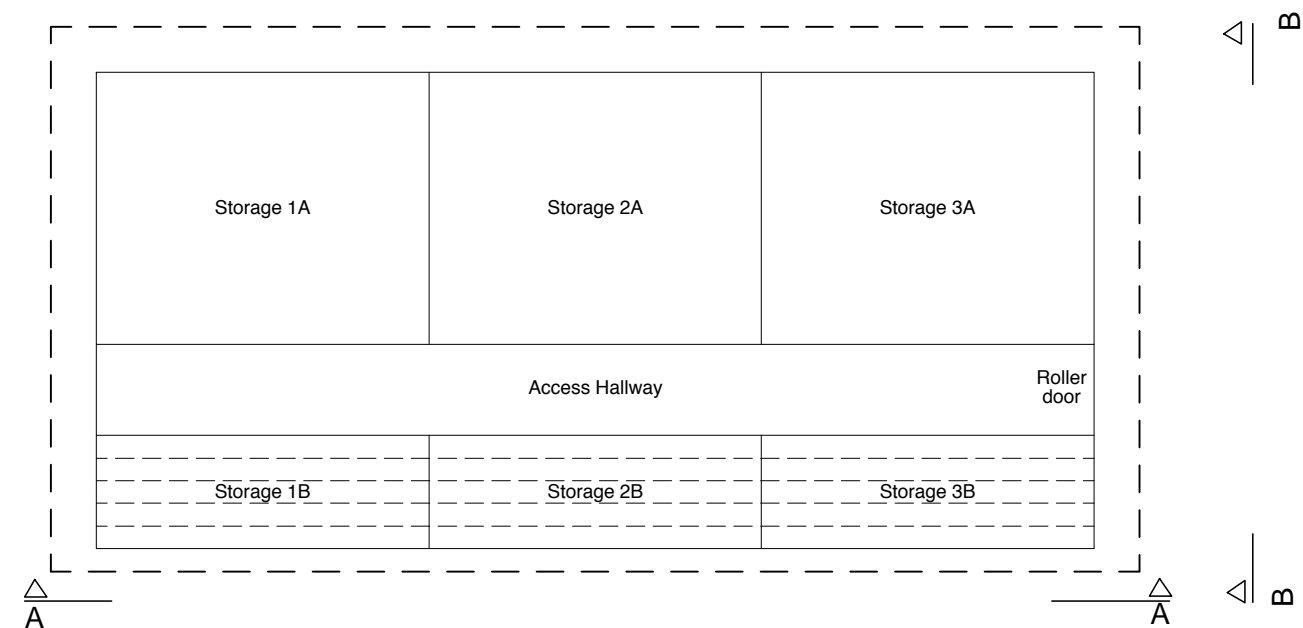 B
Storage 1A
Storage 2A
Storage 3A
Access Hallway
Roller
door
Storage 1B
Storage 2B
Storage 3B
A
A
B